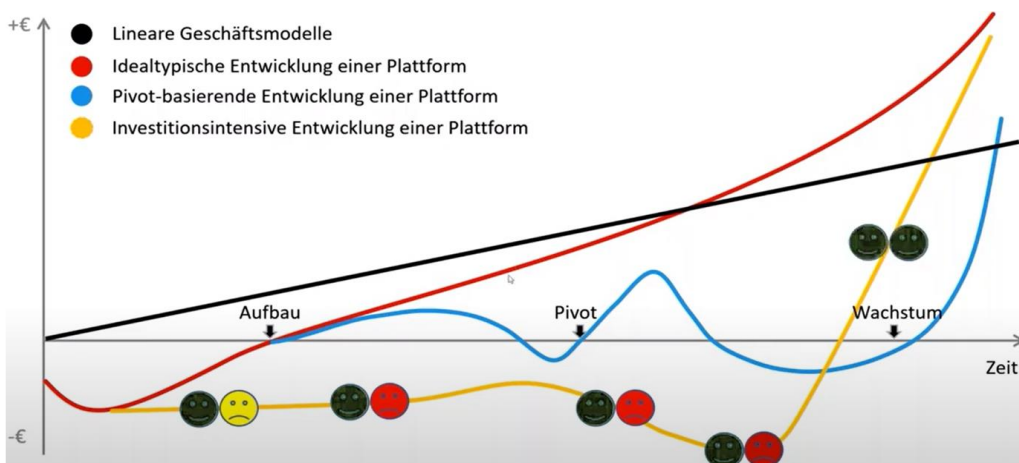 +€
Lineare Geschäftsmodelle
Idealtypische Entwicklung einer Plattform
Pivot-basierende Entwicklung einer Plattform
Investitionsintensive Entwicklung einer Plattform
Aufbau
Pivot
Wachstum
Zeit
-€